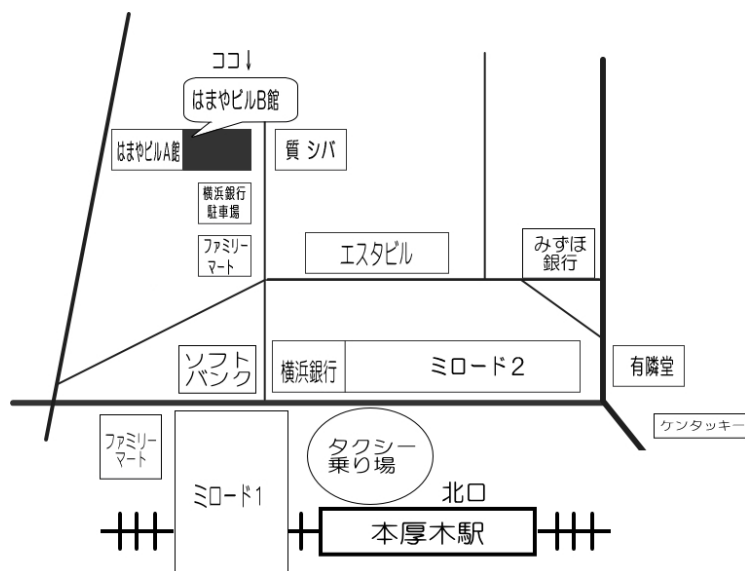 ココ↓
はまやビルB館
はまやビルA館
質 シバ
横浜銀行
駐車場
ファミリー
マート
エスタビル
みずほ
銀行
ソフト
バンク
横浜銀行
ミロード2
有隣堂
ケンタッキー
ファミリー
マート
タクシー
乗り場
ミロード1
北口
本厚木駅